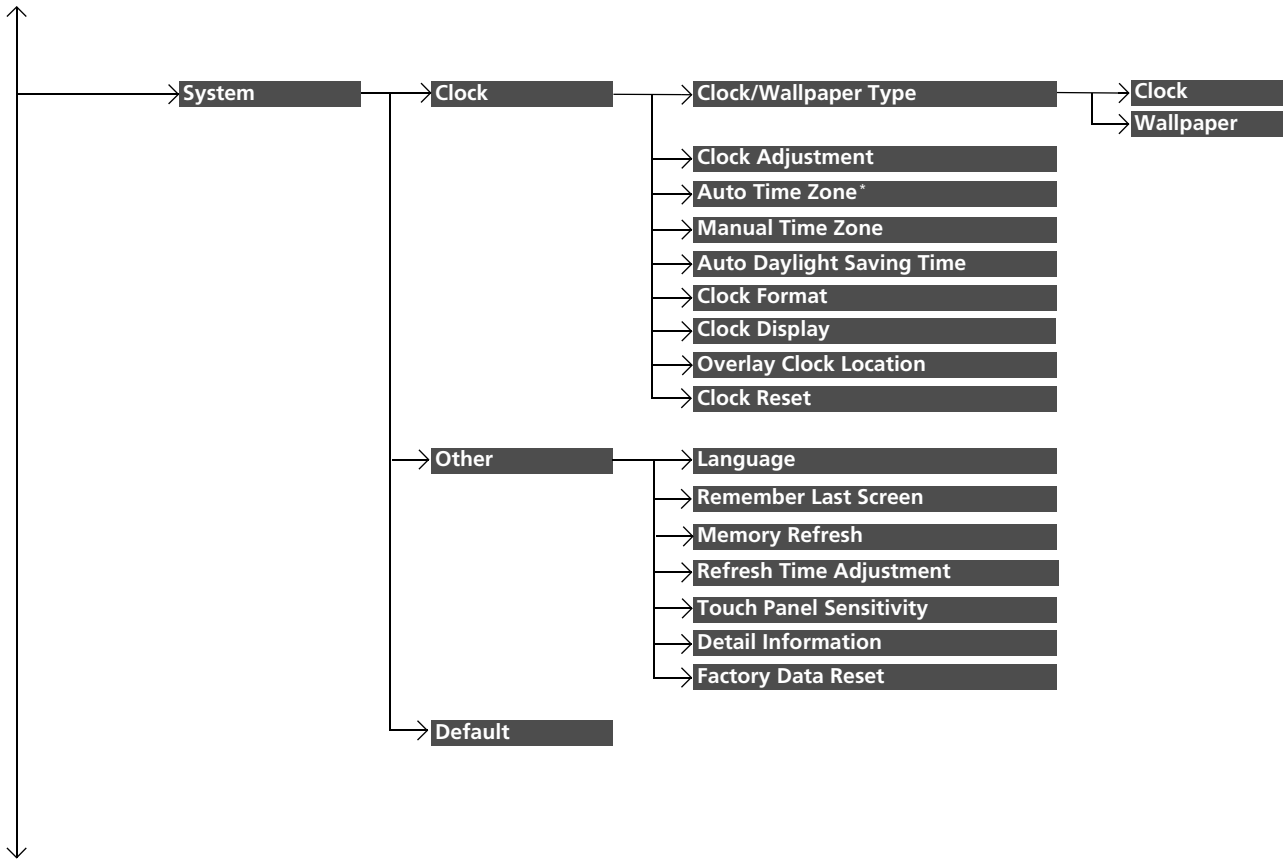 System
Clock
Clock/Wallpaper Type
Clock
Wallpaper
Clock Adjustment
Auto Time Zone*
Manual Time Zone
Auto Daylight Saving Time
Clock Format
Clock Display
Overlay Clock Location
Clock Reset
Other
Language
Remember Last Screen
Memory Refresh
Refresh Time Adjustment
Touch Panel Sensitivity
Detail Information
Factory Data Reset
Default